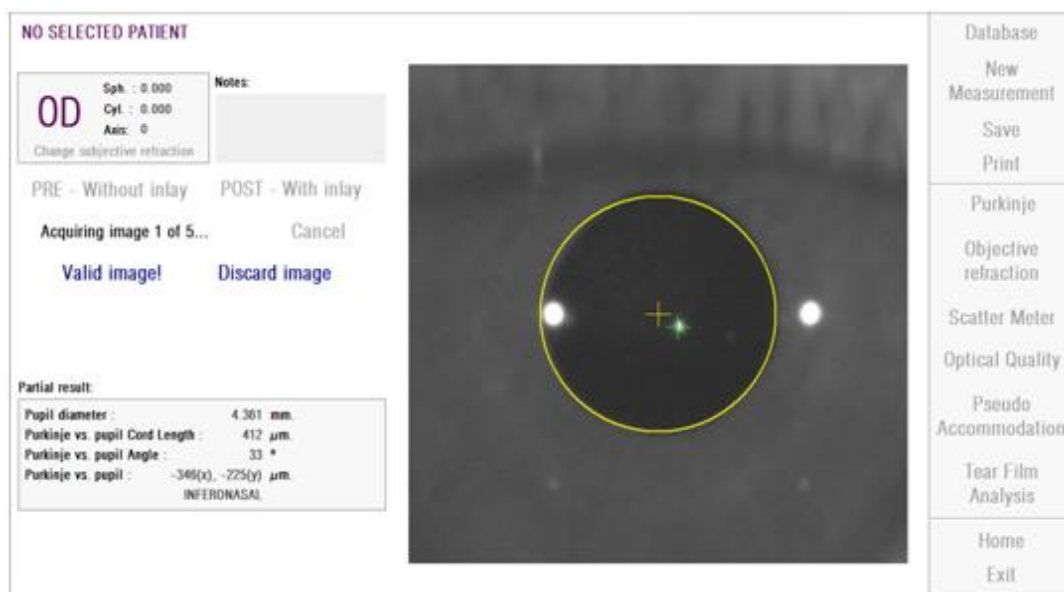 NO SELECTED PATIENT
OD
Sph. : 0.000
Cyl. : 0.000
Axis: 0
Change subjective refraction
Notes:
PRE - Without inlay
POST - With inlay
Acquiring image 1 of 5...
Cancel
Valid image!
Discard image
Partial result:
Pupil diameter : 4.361 mm.
Purkinje vs. pupil Cord Length : 412 µm.
Purkinje vs. pupil Angle : 33 °
Purkinje vs. pupil : -346(x), -225(y) µm.
INFERONASAL
Database
New
Measurement
Save
Print
Purkinje
Objective
refraction
Scatter Meter
Optical Quality
Pseudo
Accommodation
Tear Film
Analysis
Home
Exit